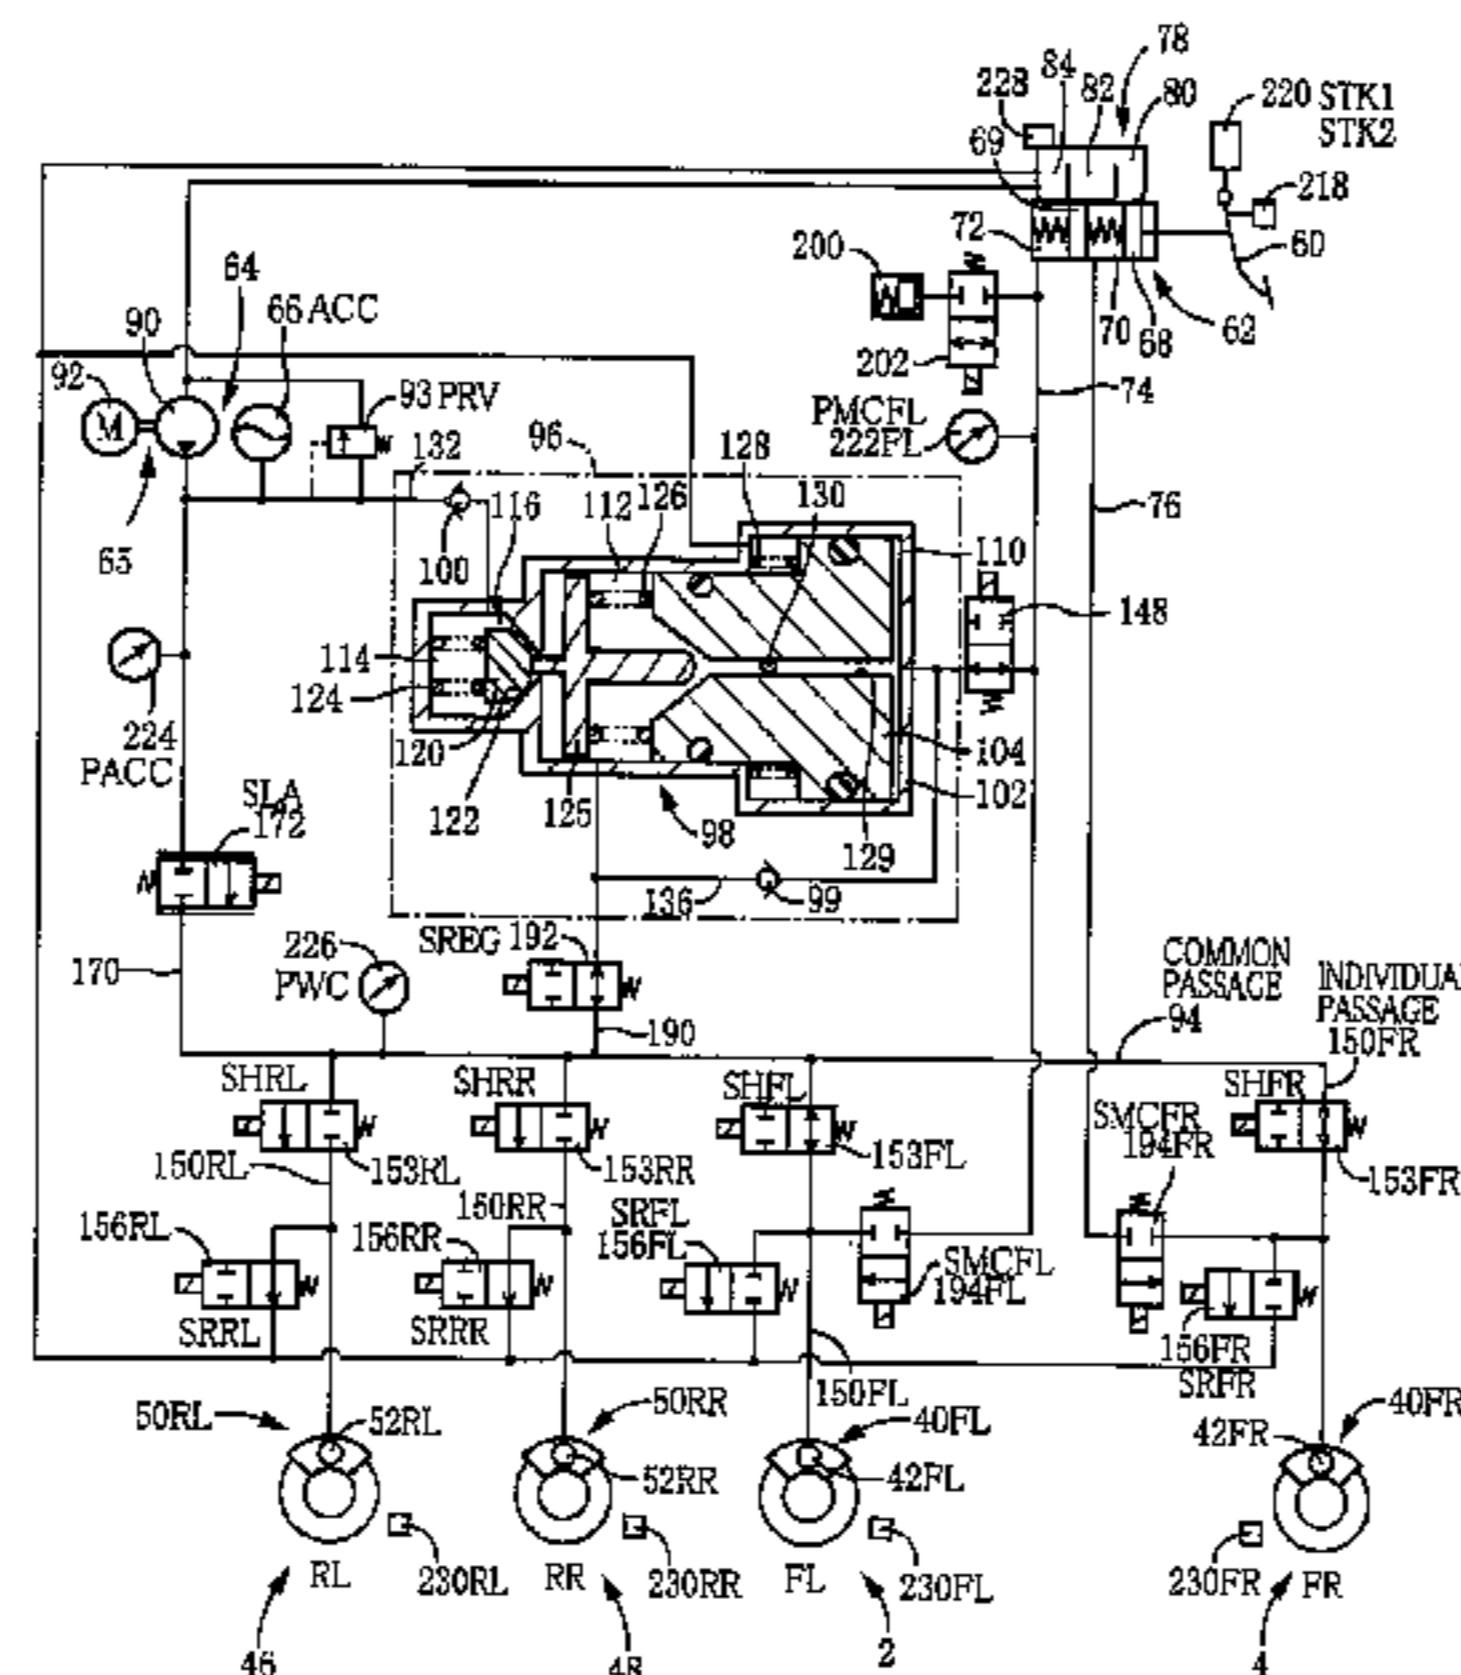 78
84
228
82
80
220 STK1
STK2
69
218
72
200
60
64
66 ACC
90
70
68
62
202
92
93 PRV
74
M
PMCFL
222FL
96
128
130
132
116
112
126
76
65
100
110
148
114
124
224
PACC
120
104
102
122
125
98
129
SLA
172
136
99
226
PWC
SREG
192
170
COMMON
PASSAGE
94
INDIVIDUAL
PASSAGE
150FR
190
SHRL
SHRR
SHFL
SHFR
SMCFR
194FR
150RL
153RL
153RR
153FL
153FR
150RR
156RL
156RR
SRFL
156FL
SMCFL
194FL
SRRL
SRRR
156FR
SRFR
150FL
50RL
52RL
50RR
40FL
40FR
42FR
52RR
42FL
RL
230RL
RR
230RR
FL
230FL
230FR
FR
46
48
2
4